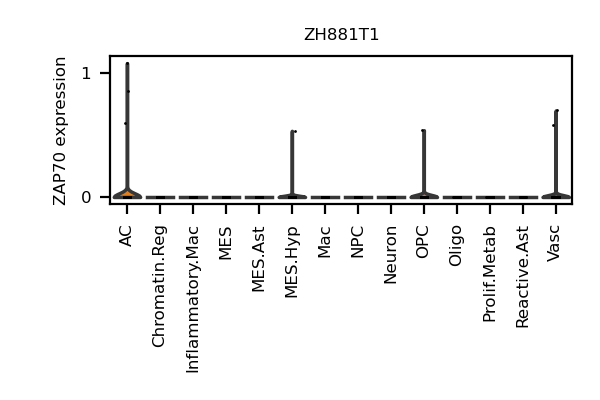 ZH881T1
ZAP70 expression
1
0
AC
Chromatin.Reg
Inflammatory.Mac
MES
MES.Ast
MES.Hyp
Mac
NPC
Neuron
OPC
Oligo
Prolif.Metab
Reactive.Ast
Vasc